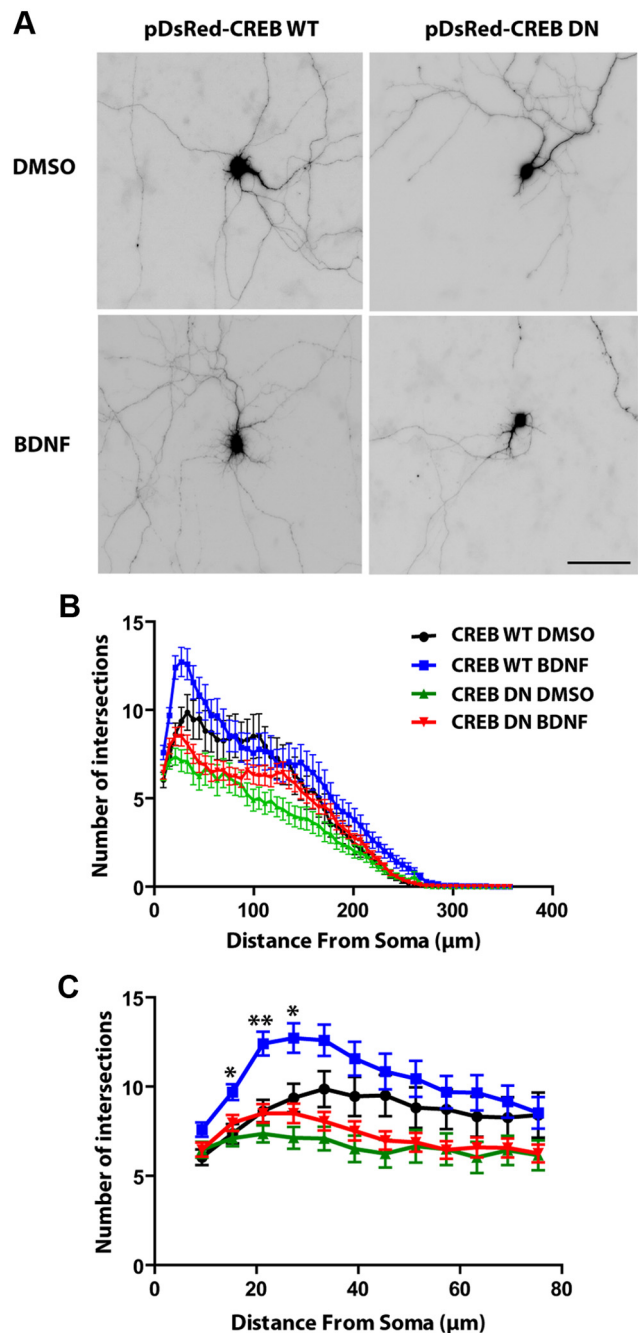 A
pDsRed-CREB WT
pDsRed-CREB DN
DMSO
BDNF
B
15
10
5
0
0
100
200
300
400
Number of intersections
Distance From Soma (µm)
CREB WT DMSO
CREB WT BDNF
CREB DN DMSO
CREB DN BDNF
C
15
10
5
0
0
20
40
60
80
*
**
*
Number of intersections
Distance From Soma (µm)